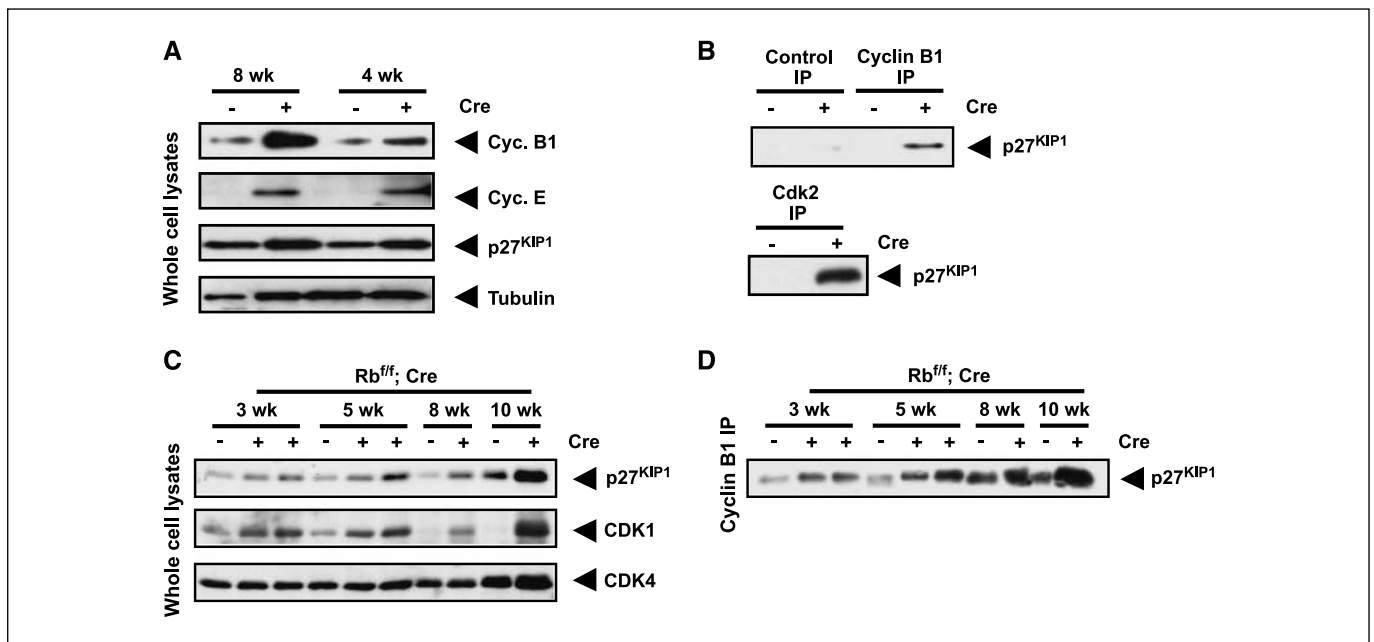 A
8 wk 4 wk
- + - + Cre
Whole cell lysates
Cyc. B1
Cyc. E
p27KIP1
Tubulin
B
Control IP Cyclin B1 IP
- + - +
p27KIP1
Cdk2 IP
- + Cre
p27KIP1
C
Rbf/f; Cre
3 wk 5 wk 8 wk 10 wk
- + + - + + - + - + Cre
Whole cell lysates
p27KIP1
CDK1
CDK4
D
Rbf/f; Cre
3 wk 5 wk 8 wk 10 wk
- + + - + + - + - + Cre
Cyclin B1 IP
p27KIP1